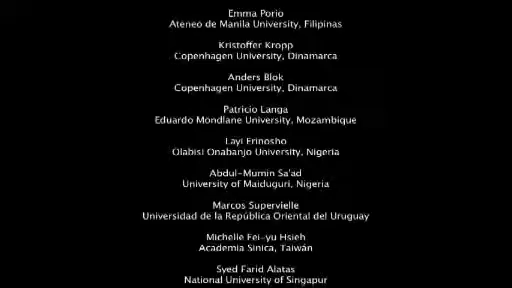 Emma Porio
Ateneo de Manila University, Filipinas
Kristoffer Kropp
Copenhagen University, Dinamarca
Anders Blok
Copenhagen University, Dinamarca
Patricio Langa
Eduardo Mondlane University, Mozambique
Layi Erinosho
Olabisi Onabanjo University, Nigeria
Abdul-Mumin Sa'ad
University of Maiduguri, Nigeria
Marcos Supervielle
Universidad de la República Oriental del Uruguay
Michelle Fei-yu Hsieh
Academia Sinica, Taiwán
Syed Farid Alatas
National University of Singapur